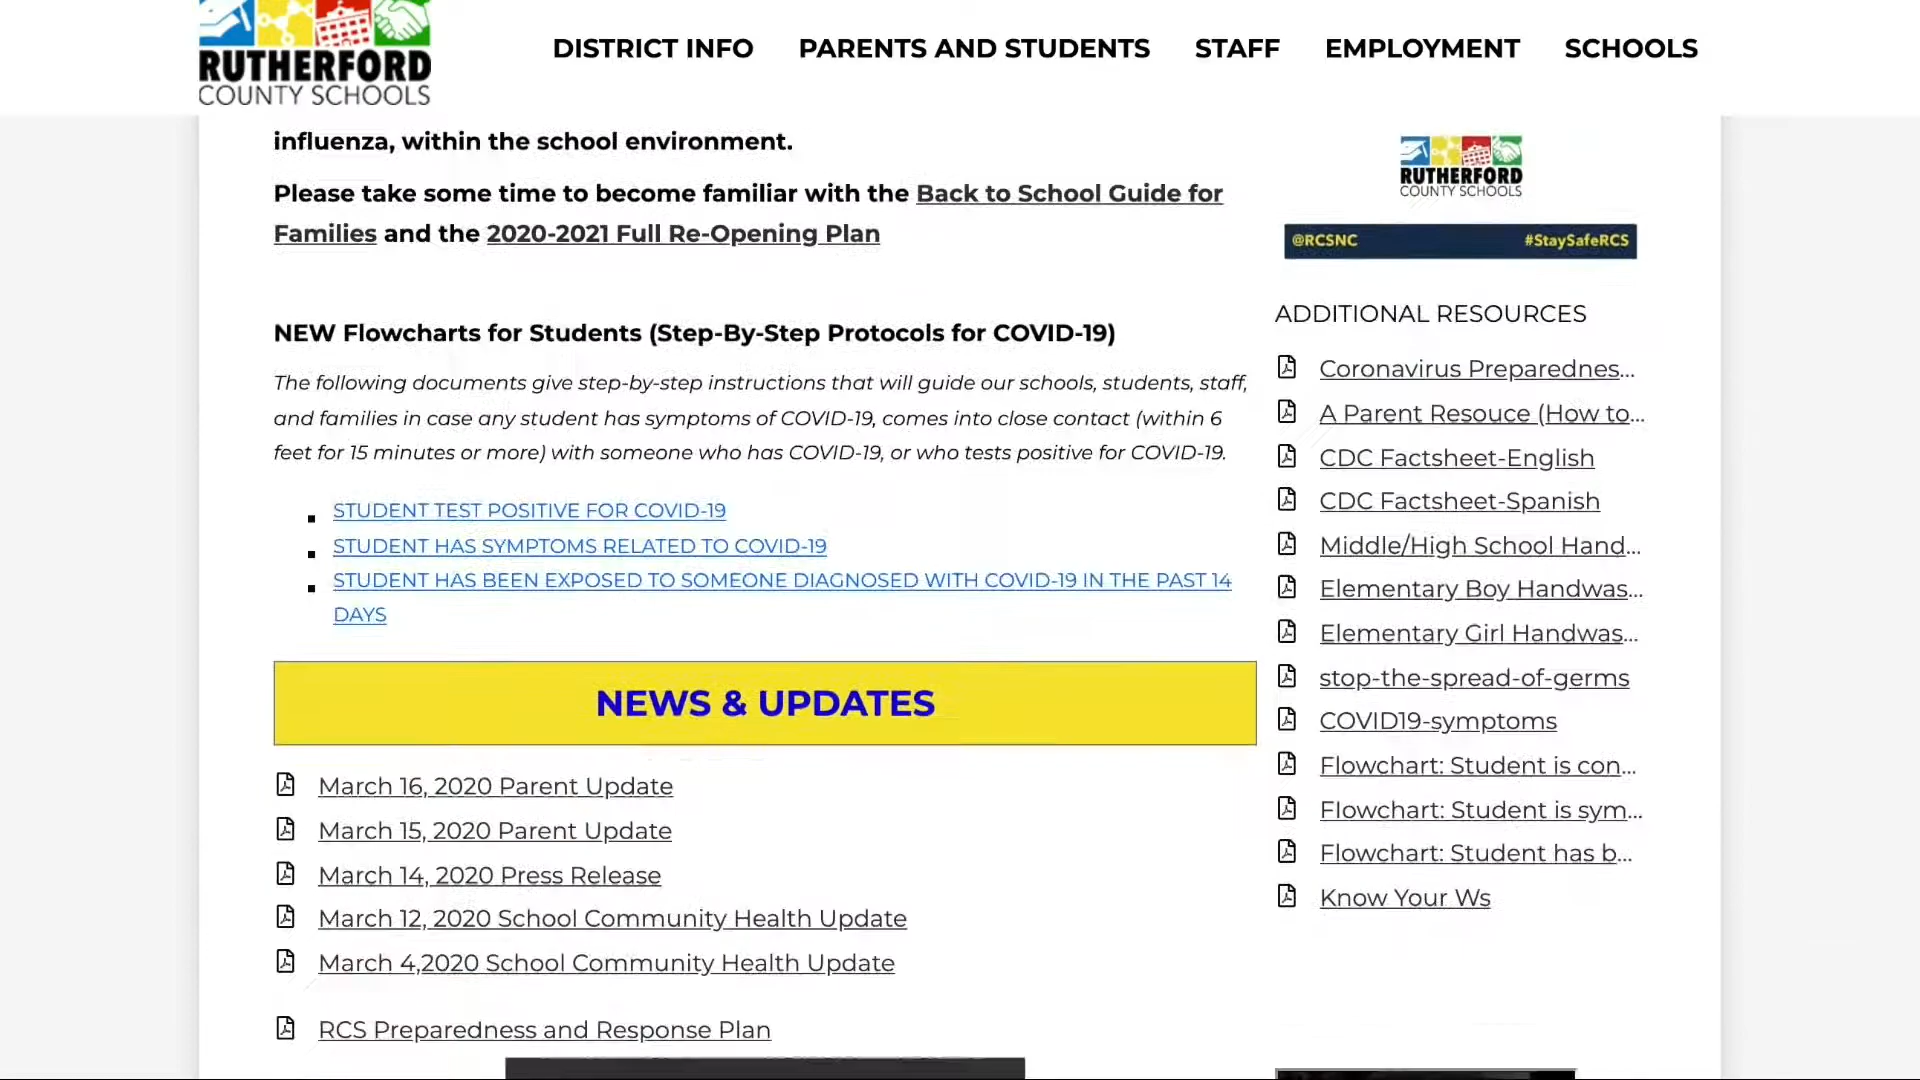 RUTHERFORD
COUNTY SCHOOLS
DISTRICT INFO
PARENTS AND STUDENTS
STAFF
EMPLOYMENT
SCHOOLS
influenza, within the school environment.
Please take some time to become familiar with the Back to School Guide for
Families and the 2020-2021 Full Re-Opening Plan
NEW Flowcharts for Students (Step-By-Step Protocols for COVID-19)
The following documents give step-by-step instructions that will guide our schools, students, staff,
and families in case any student has symptoms of COVID-19, comes into close contact (within 6
feet for 15 minutes or more) with someone who has COVID-19, or who tests positive for COVID-19.
STUDENT TEST POSITIVE FOR COVID-19
STUDENT HAS SYMPTOMS RELATED TO COVID-19
STUDENT HAS BEEN EXPOSED TO SOMEONE DIAGNOSED WITH COVID-19 IN THE PAST 14
DAYS
NEWS & UPDATES
March 16, 2020 Parent Update
March 15, 2020 Parent Update
March 14, 2020 Press Release
March 12, 2020 School Community Health Update
March 4,2020 School Community Health Update
RCS Preparedness and Response Plan
RUTHERFORD
COUNTY SCHOOLS
@RCSNC #StaySafeRCS
ADDITIONAL RESOURCES
Coronavirus Preparednes...
A Parent Resouce (How to...
CDC Factsheet-English
CDC Factsheet-Spanish
Middle/High School Hand...
Elementary Boy Handwas...
Elementary Girl Handwas...
stop-the-spread-of-germs
COVID19-symptoms
Flowchart: Student is con...
Flowchart: Student is sym...
Flowchart: Student has b...
Know Your Ws